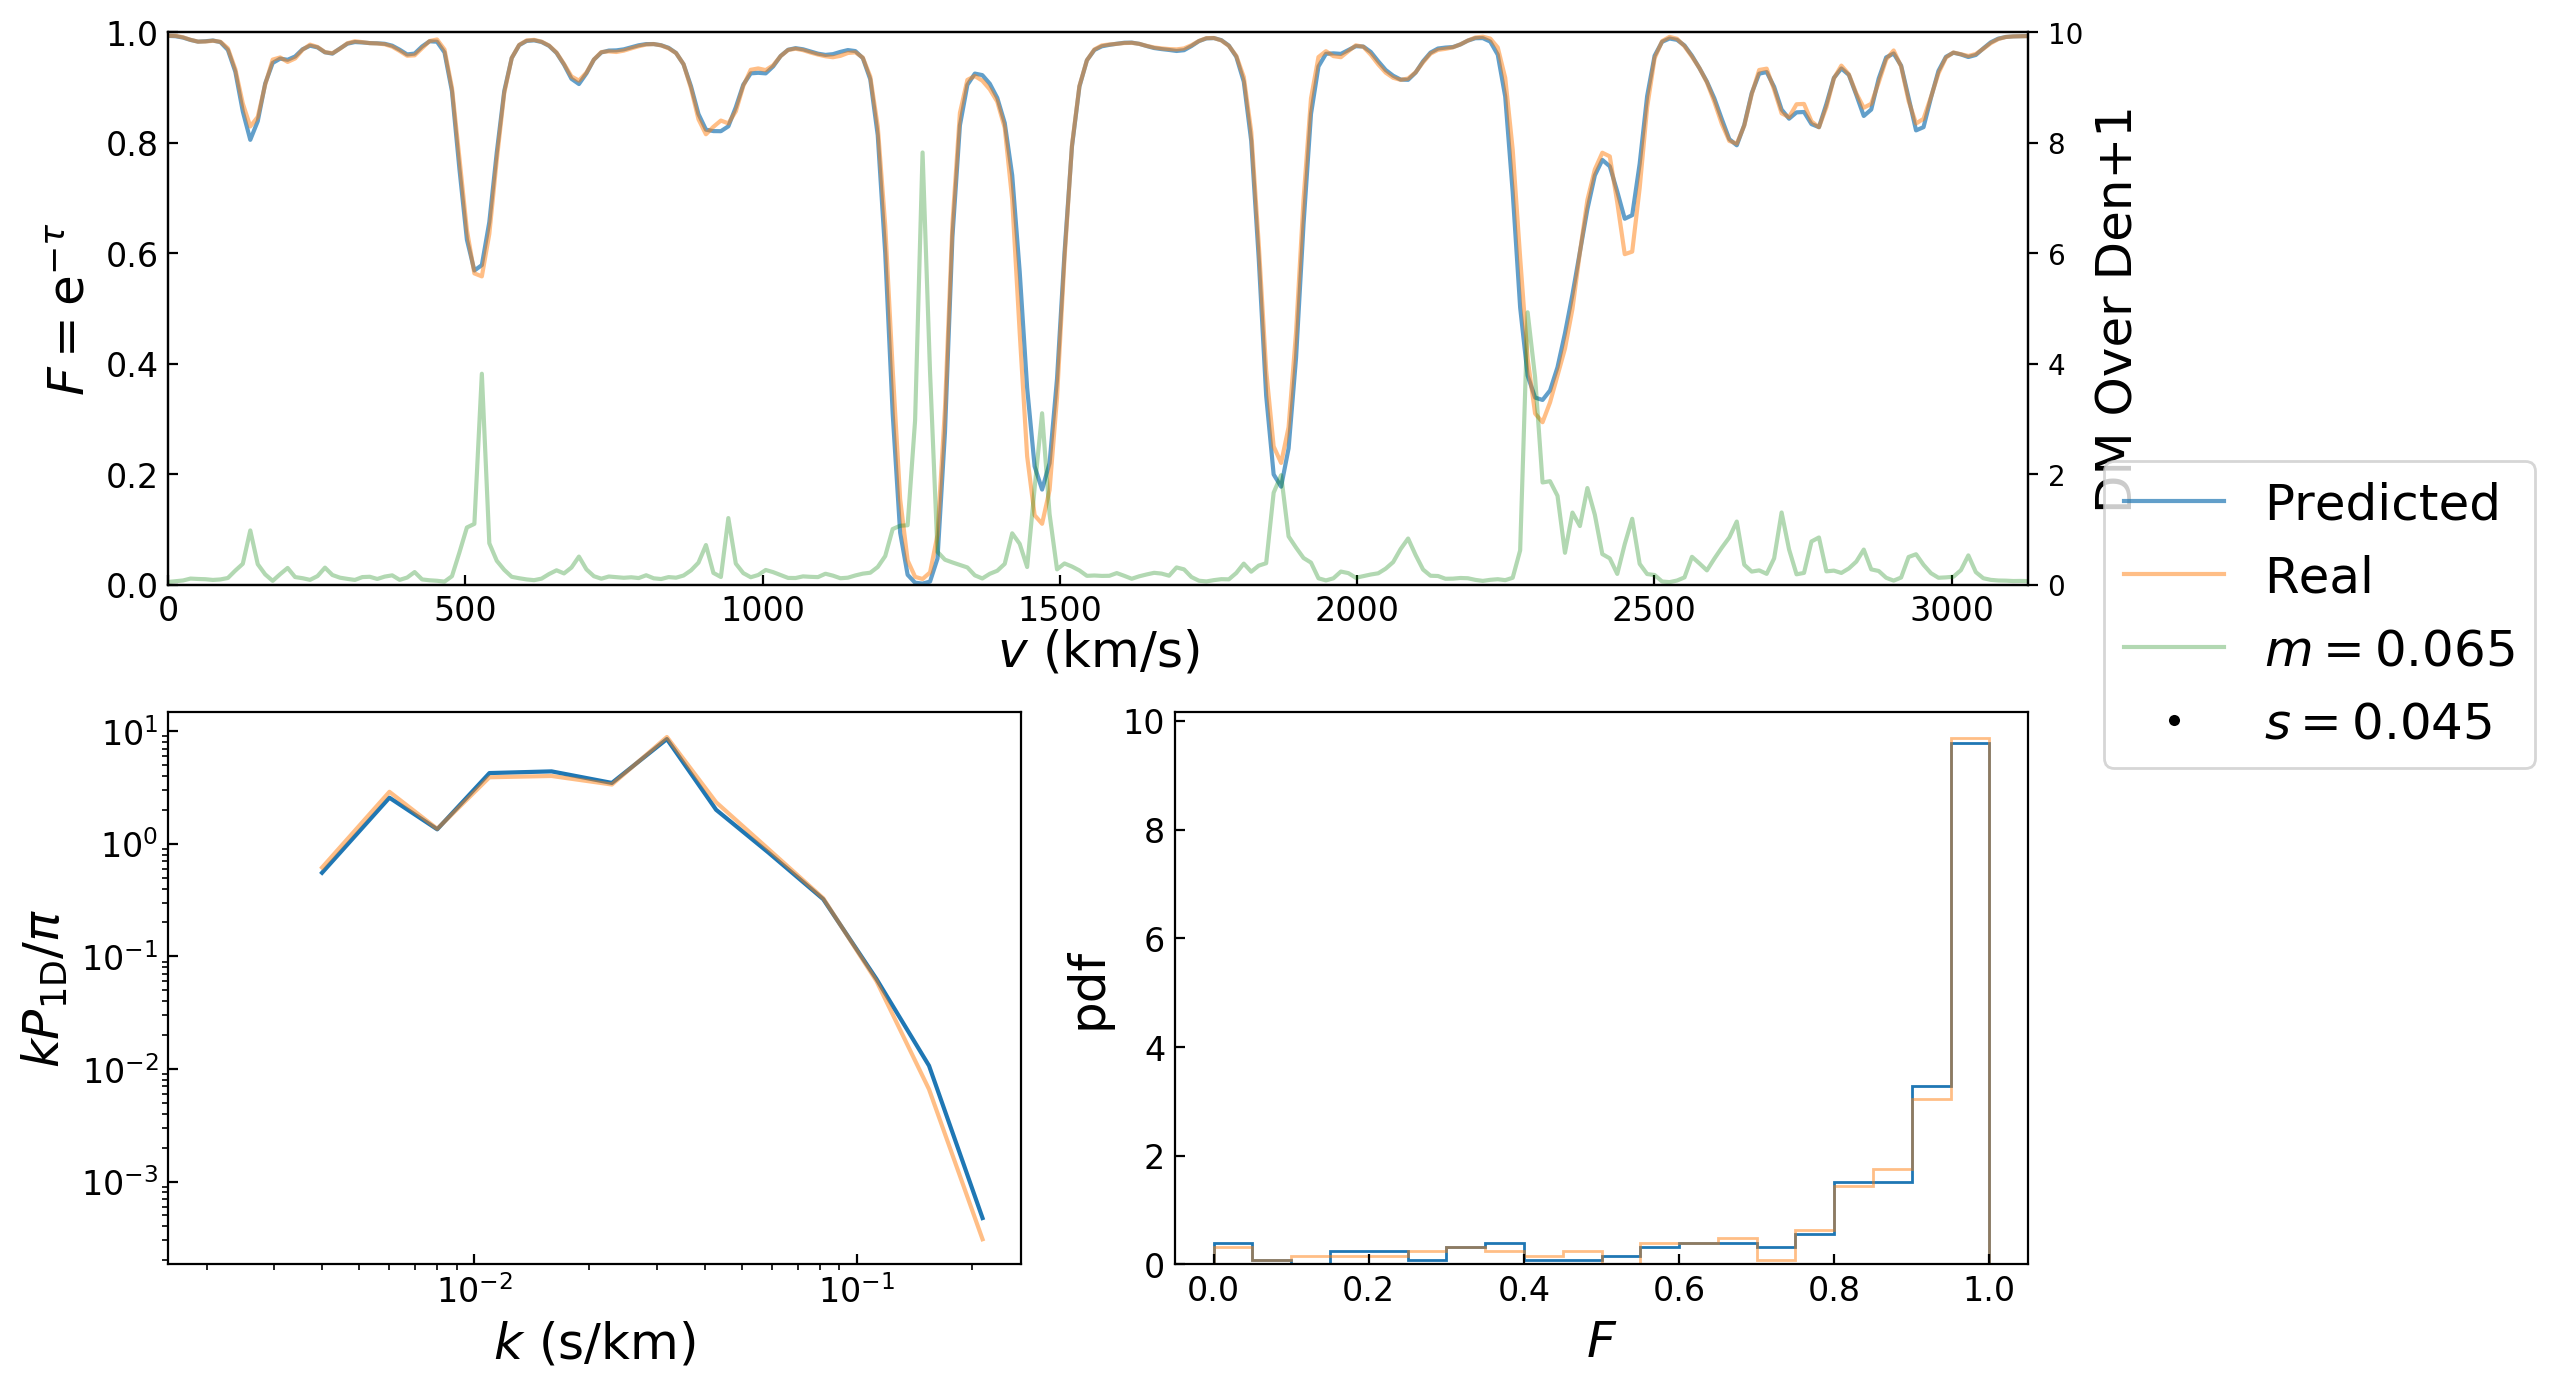 1.0
0.8
0.6
0.4
0.2
0.0
F = e^{−τ}
10
8
6
4
2
0
DM Over Den+1
0 500 1000 1500 2000 2500 3000
v (km/s)
Predicted
Real
m = 0.065
s = 0.045
10^1
10^0
10^{−1}
10^{−2}
10^{−3}
kP_{1D}/π
10^{−2} 10^{−1}
k (s/km)
10
8
6
4
2
0
pdf
0.0 0.2 0.4 0.6 0.8 1.0
F